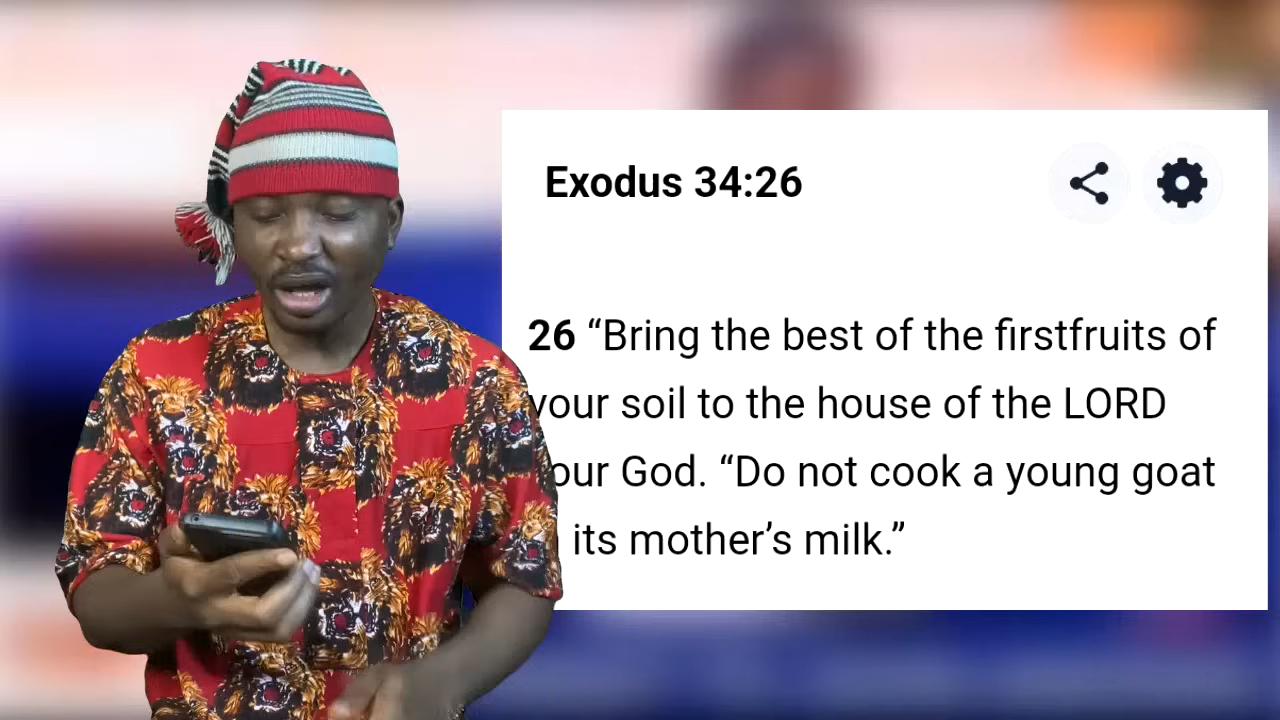 Exodus 34:26
26 “Bring the best of the firstfruits of
your soil to the house of the LORD
your God. “Do not cook a young goat
its mother’s milk.”